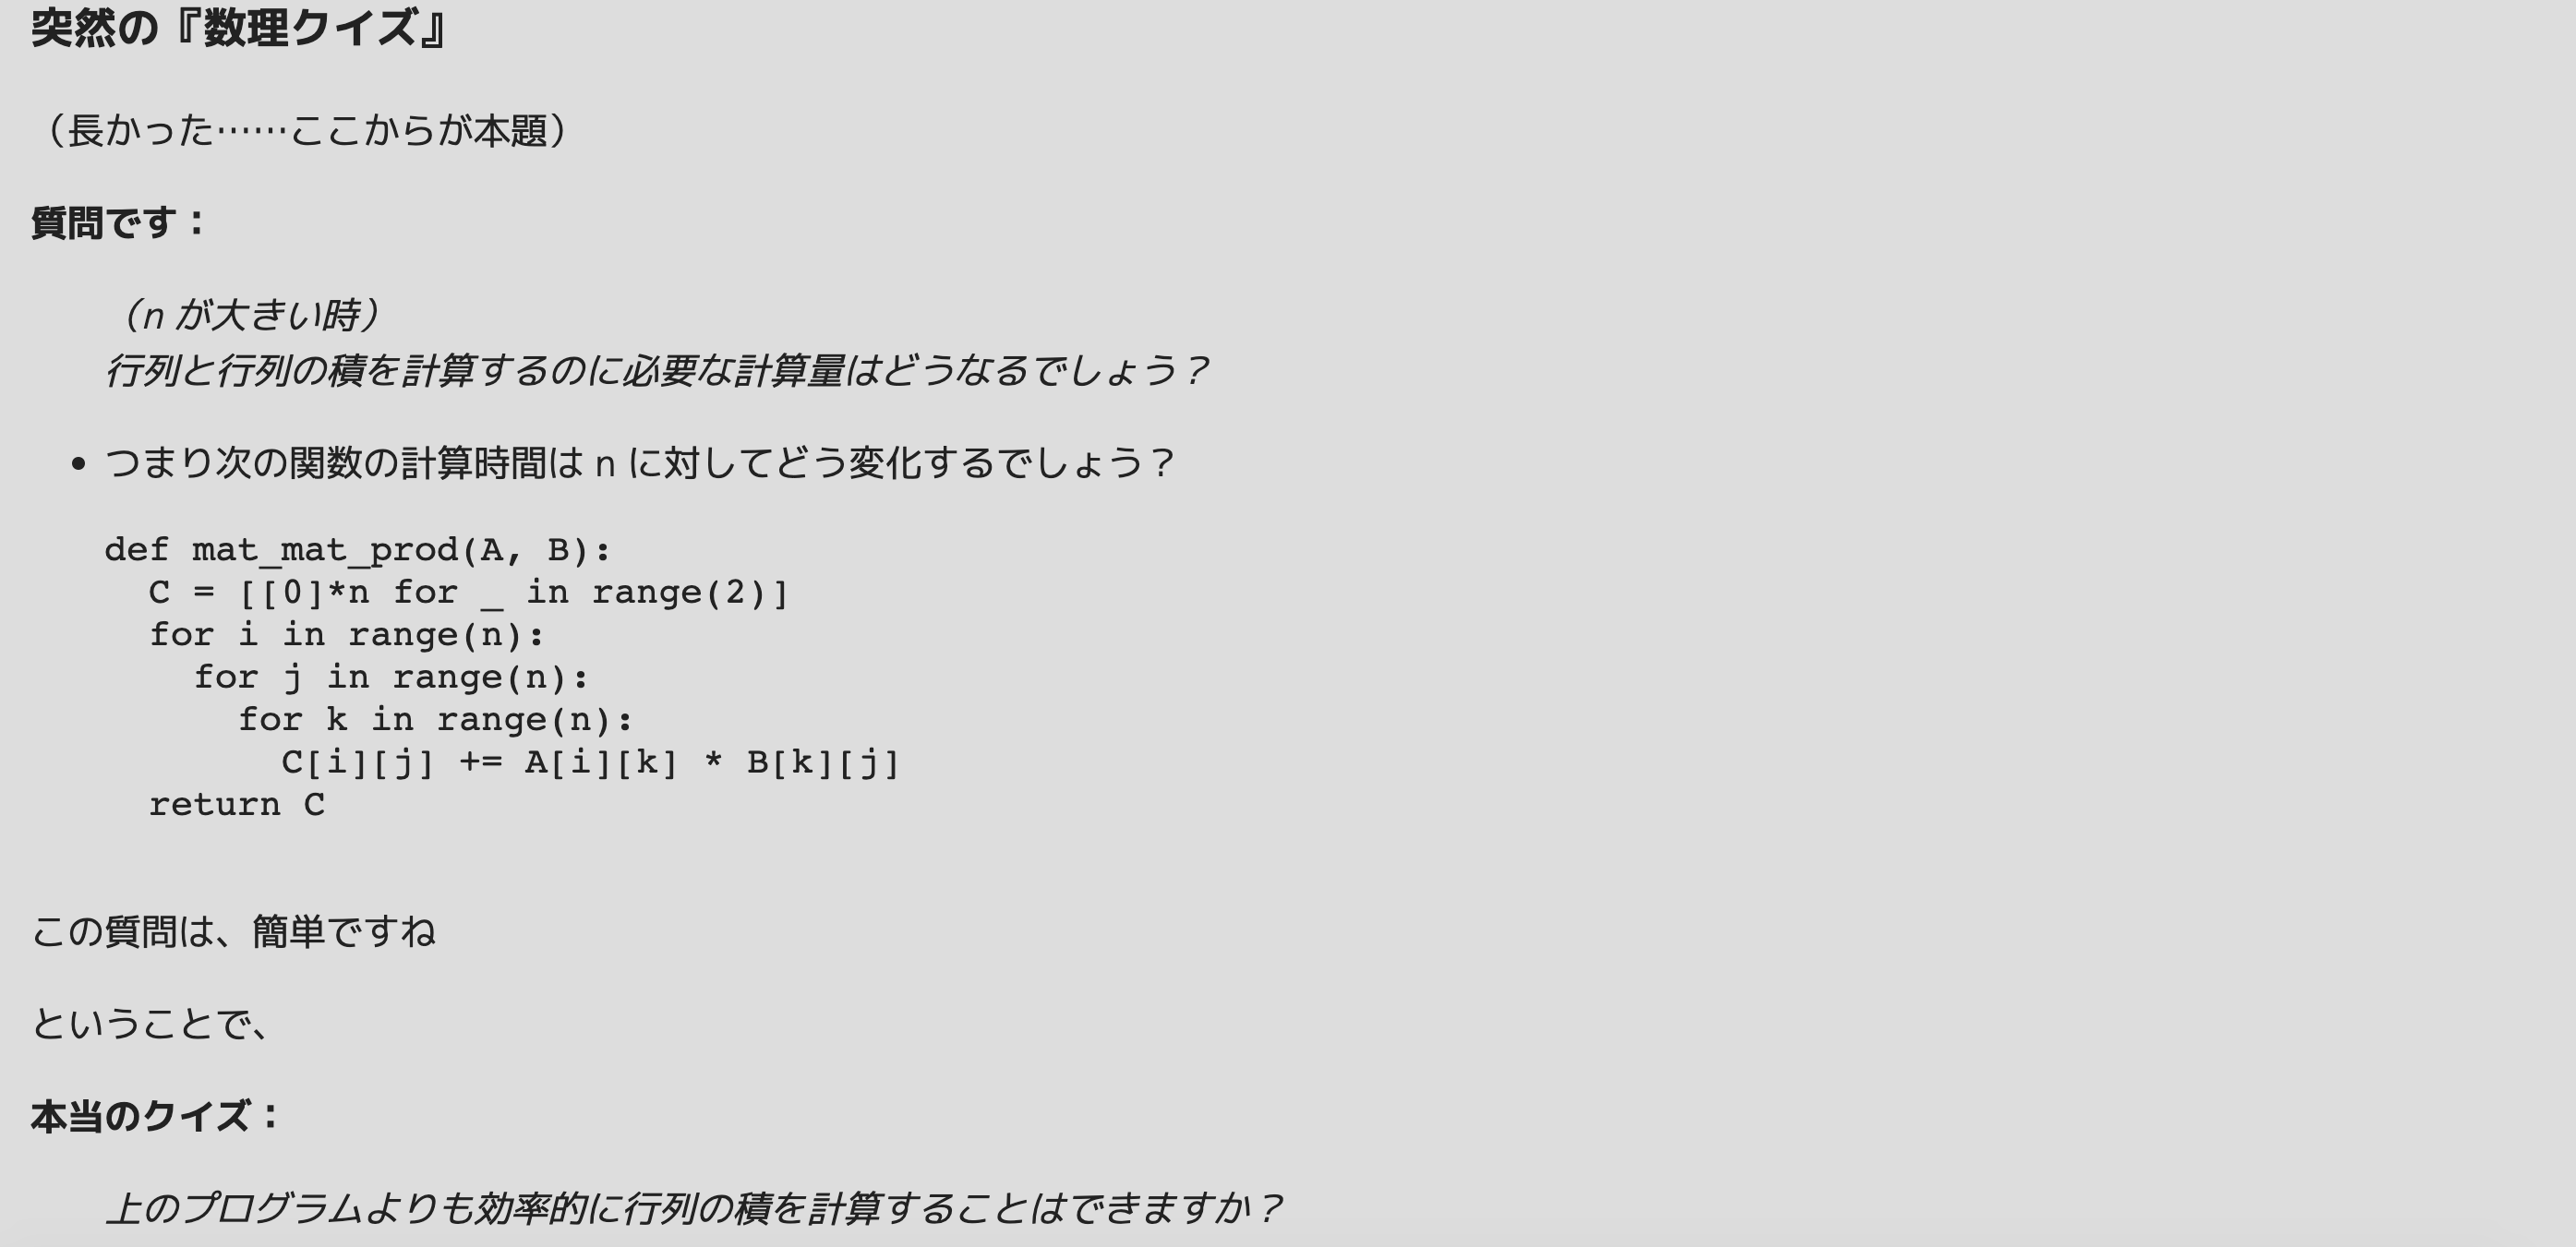 突然の『数理クイズ』
（長かった……ここからが本題）
質問です：
（n が大きい時）
行列と行列の積を計算するのに必要な計算量はどうなるでしょう？
• つまり次の関数の計算時間は n に対してどう変化するでしょう？
def mat_mat_prod(A, B):
  C = [[0]*n for _ in range(2)]
  for i in range(n):
    for j in range(n):
      for k in range(n):
        C[i][j] += A[i][k] * B[k][j]
  return C
この質問は、簡単ですね
ということで、
本当のクイズ：
上のプログラムよりも効率的に行列の積を計算することはできますか？